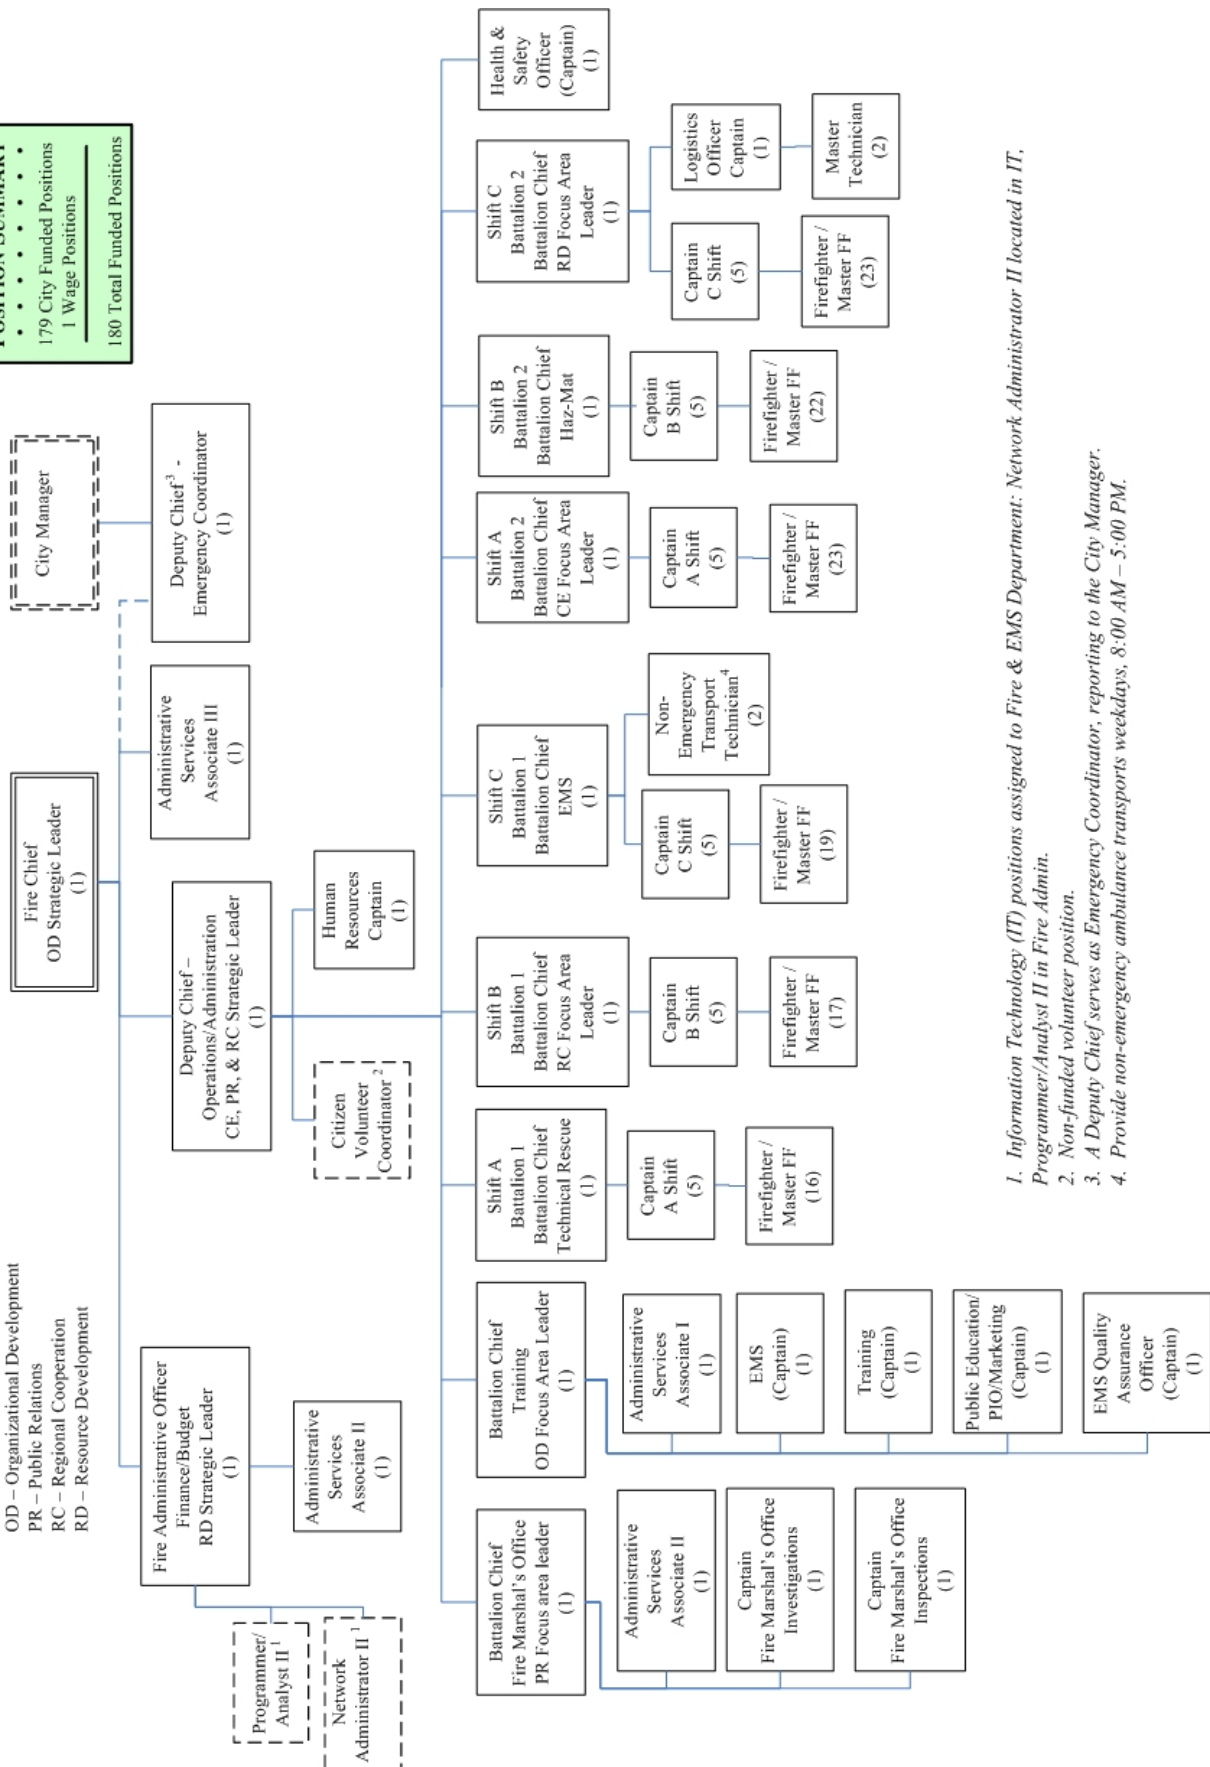 OD – Organizational Development
PR – Public Relations
RC – Regional Cooperation
RD – Resource Development
POSITION SUMMARY
• • • • • • • •
179 City Funded Positions
1 Wage Positions
180 Total Funded Positions
Fire Chief
OD Strategic Leader
(1)
City Manager
Fire Administrative Officer
Finance/Budget
RD Strategic Leader
(1)
Programmer/
Analyst II 1
Network
Administrator II 1
Administrative
Services
Associate II
(1)
Deputy Chief –
Operations/Administration
CE, PR, & RC Strategic Leader
(1)
Administrative
Services
Associate III
(1)
Deputy Chief3 -
Emergency Coordinator
(1)
Citizen
Volunteer
Coordinator 2
Human
Resources
Captain
(1)
Battalion Chief
Fire Marshal’s Office
PR Focus area leader
(1)
Administrative
Services
Associate II
(1)
Captain
Fire Marshal’s Office
Investigations
(1)
Captain
Fire Marshal’s Office
Inspections
(1)
Battalion Chief
Training
OD Focus Area Leader
(1)
Administrative
Services
Associate I
(1)
EMS
(Captain)
(1)
Training
(Captain)
(1)
Public Education/
PIO/Marketing
(Captain)
(1)
EMS Quality
Assurance
Officer
(Captain)
(1)
Shift A
Battalion 1
Battalion Chief
Technical Rescue
(1)
Captain
A Shift
(5)
Firefighter /
Master FF
(16)
Shift B
Battalion 1
Battalion Chief
RC Focus Area
Leader
(1)
Captain
B Shift
(5)
Firefighter /
Master FF
(17)
Shift C
Battalion 1
Battalion Chief
EMS
(1)
Captain
C Shift
(5)
Firefighter /
Master FF
(19)
Non-
Emergency
Transport
Technician4
(2)
Shift A
Battalion 2
Battalion Chief
CE Focus Area
Leader
(1)
Captain
A Shift
(5)
Firefighter /
Master FF
(23)
Shift B
Battalion 2
Battalion Chief
Haz-Mat
(1)
Captain
B Shift
(5)
Firefighter /
Master FF
(22)
Shift C
Battalion 2
Battalion Chief
RD Focus Area
Leader
(1)
Captain
C Shift
(5)
Firefighter /
Master FF
(23)
Logistics
Officer
Captain
(1)
Master
Technician
(2)
Health &
Safety
Officer
(Captain)
(1)
1. Information Technology (IT) positions assigned to Fire & EMS Department: Network Administrator II located in IT,
Programmer/Analyst II in Fire Admin.
2. Non-funded volunteer position.
3. A Deputy Chief serves as Emergency Coordinator, reporting to the City Manager.
4. Provide non-emergency ambulance transports weekdays, 8:00 AM – 5:00 PM.